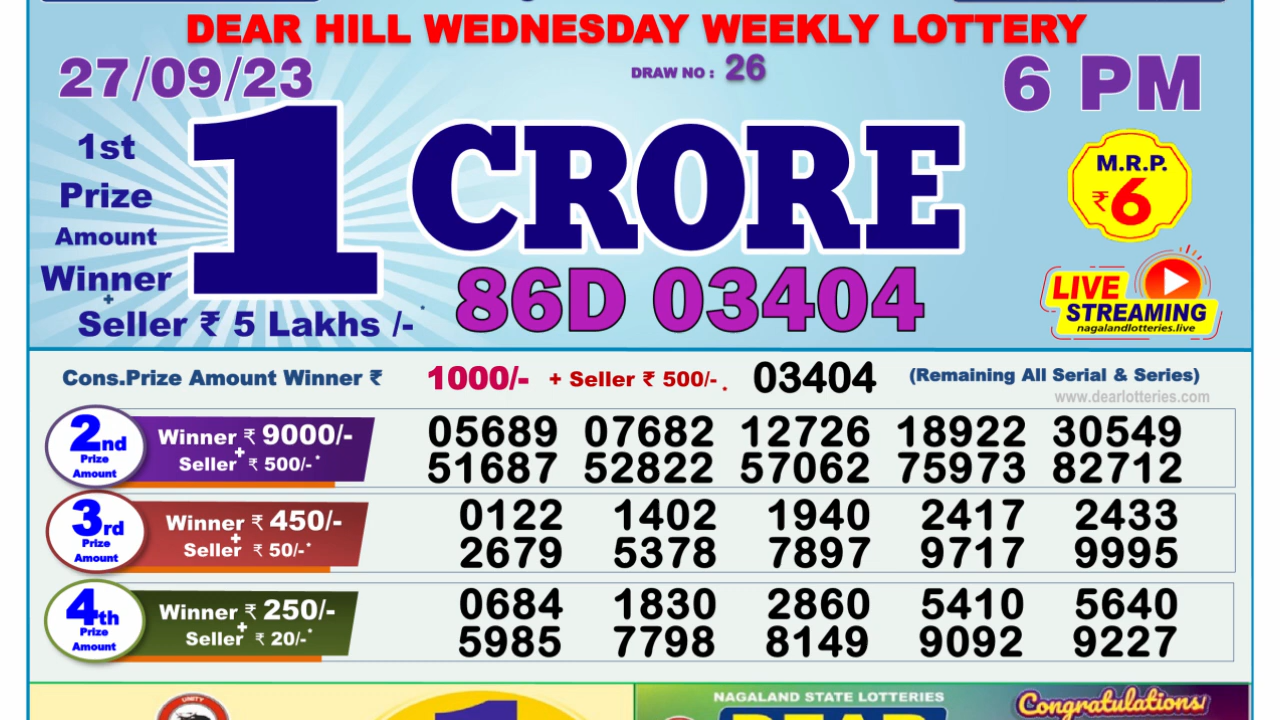 DEAR HILL WEDNESDAY WEEKLY LOTTERY
27/09/23
DRAW NO : 26
6 PM
1st
Prize
Amount
Winner
+
Seller ₹ 5 Lakhs /-
1 CRORE
86D 03404
M.R.P.
₹6
LIVE
STREAMING
nagalandlotteries.live
Cons.Prize Amount Winner ₹ 1000/- + Seller ₹ 500/- . 03404 (Remaining All Serial & Series)
www.dearlotteries.com
2nd
Prize
Amount
Winner ₹ 9000/-
+
Seller ₹ 500/-*
05689 07682 12726 18922 30549
51687 52822 57062 75973 82712
3rd
Prize
Amount
Winner ₹ 450/-
+
Seller ₹ 50/-*
0122 1402 1940 2417 2433
2679 5378 7897 9717 9995
4th
Prize
Amount
Winner ₹ 250/-
+
Seller ₹ 20/-*
0684 1830 2860 5410 5640
5985 7798 8149 9092 9227
UNITY
1
NAGALAND STATE LOTTERIES
DEAR
Congratulations!